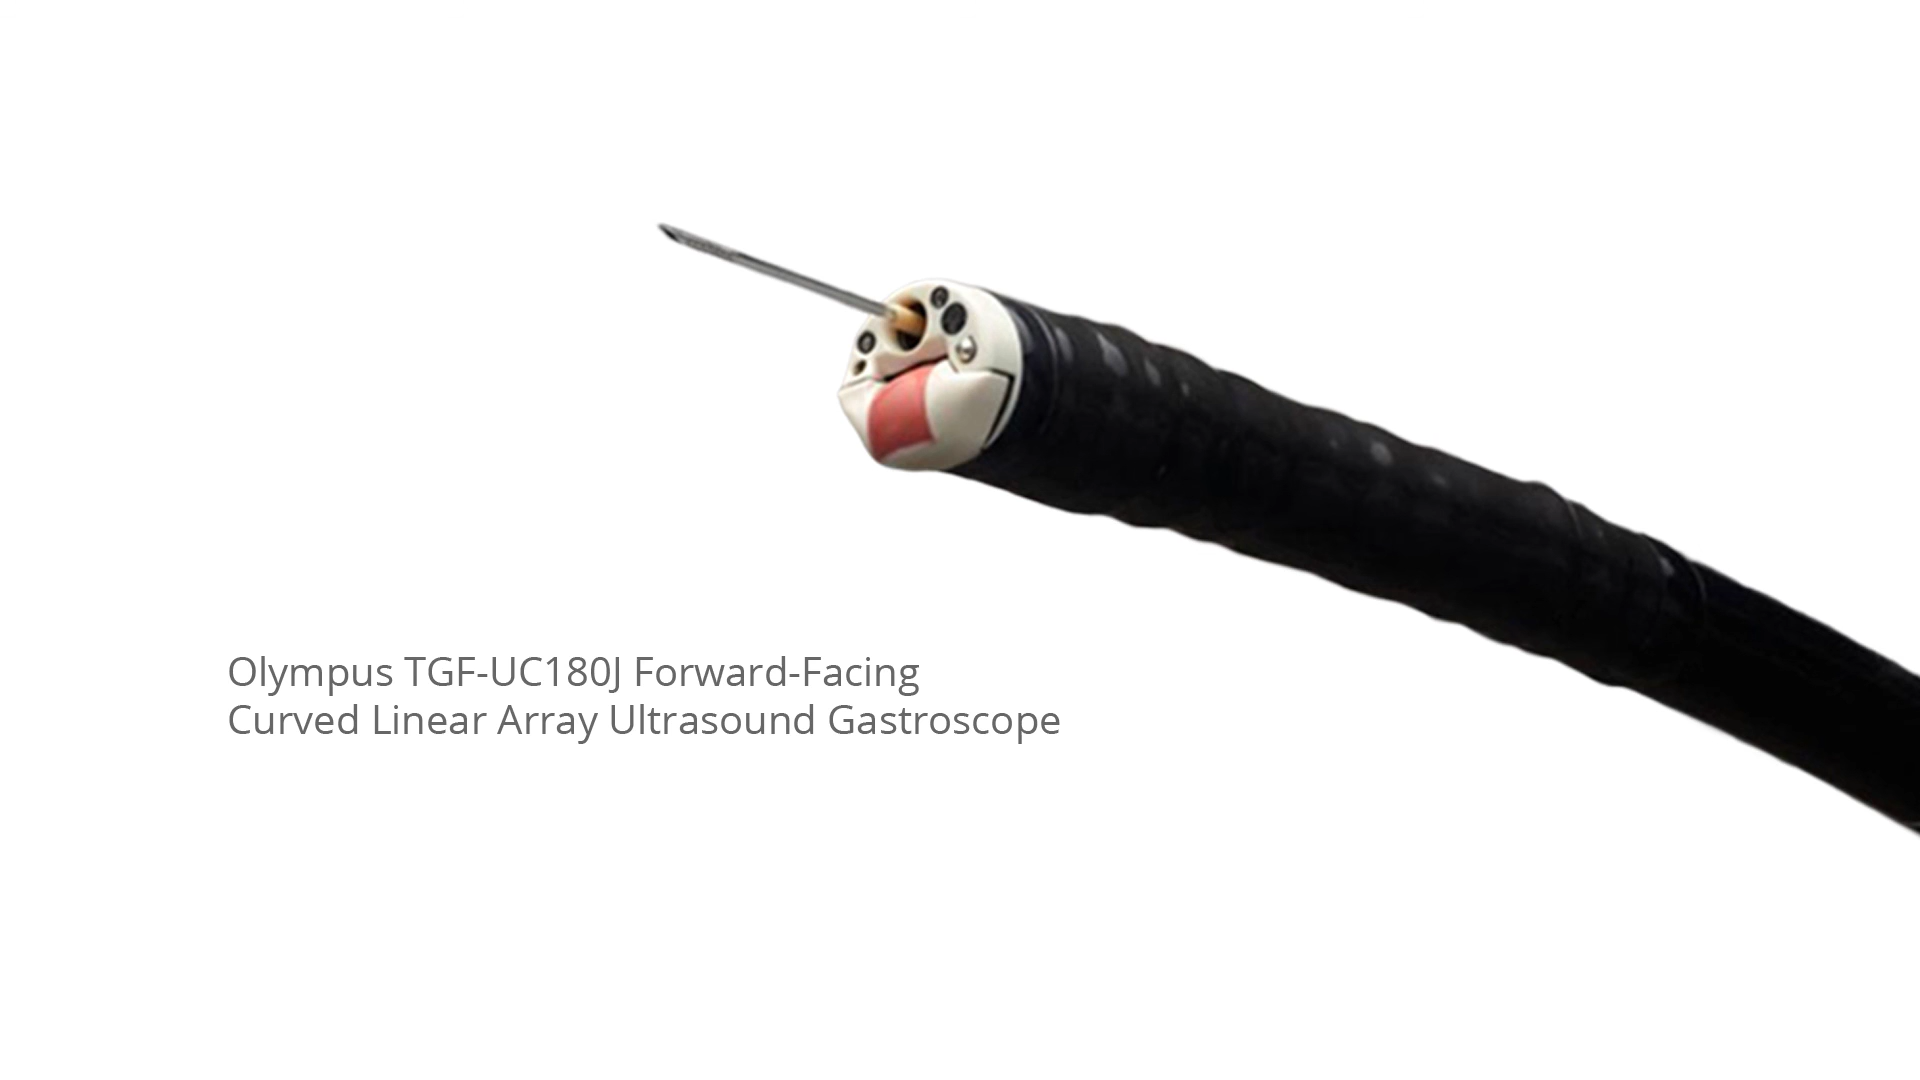 Olympus TGF-UC180J Forward-Facing
Curved Linear Array Ultrasound Gastroscope